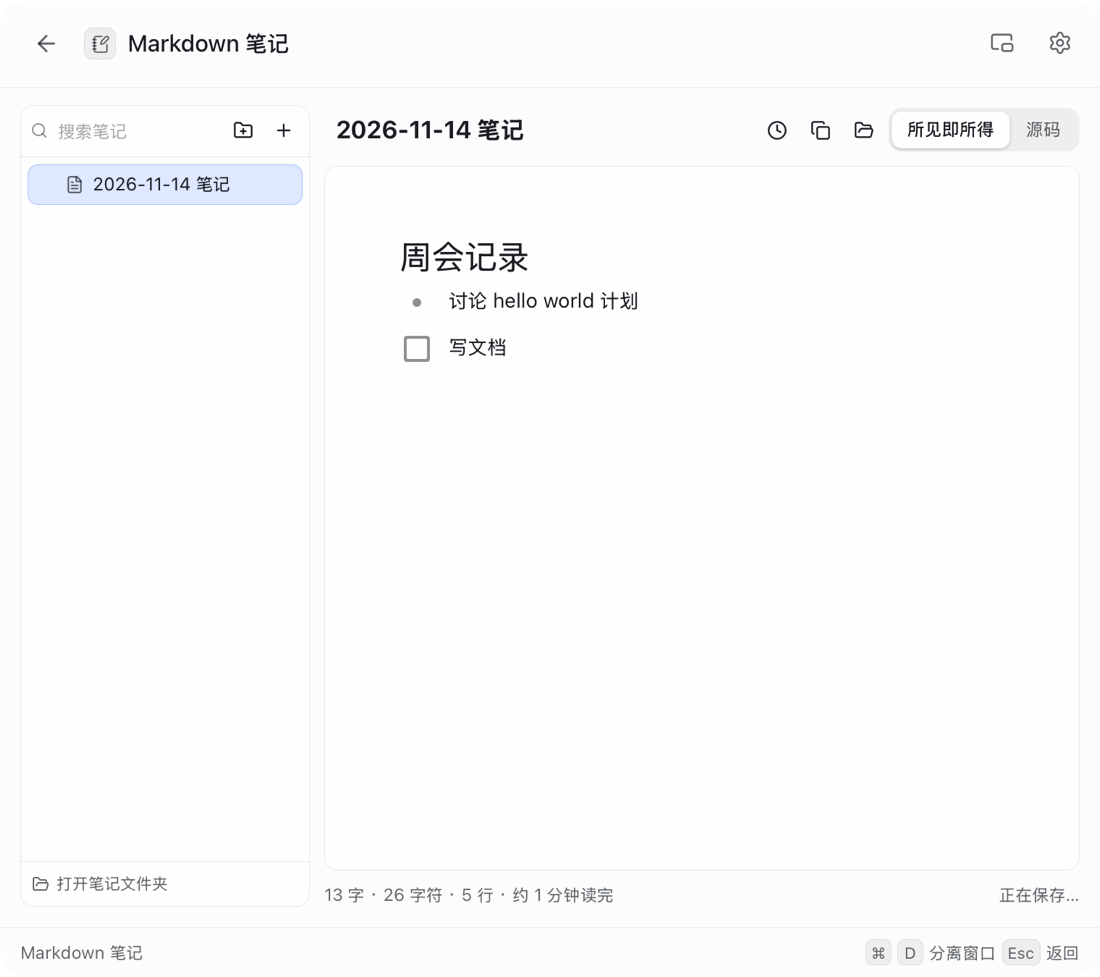 Markdown 笔记
搜索笔记
2026-11-14 笔记
打开笔记文件夹
2026-11-14 笔记
所见即所得 源码
周会记录
讨论 hello world 计划
写文档
13 字 · 26 字符 · 5 行 · 约 1 分钟读完
正在保存...
Markdown 笔记
⌘ D 分离窗口 Esc 返回